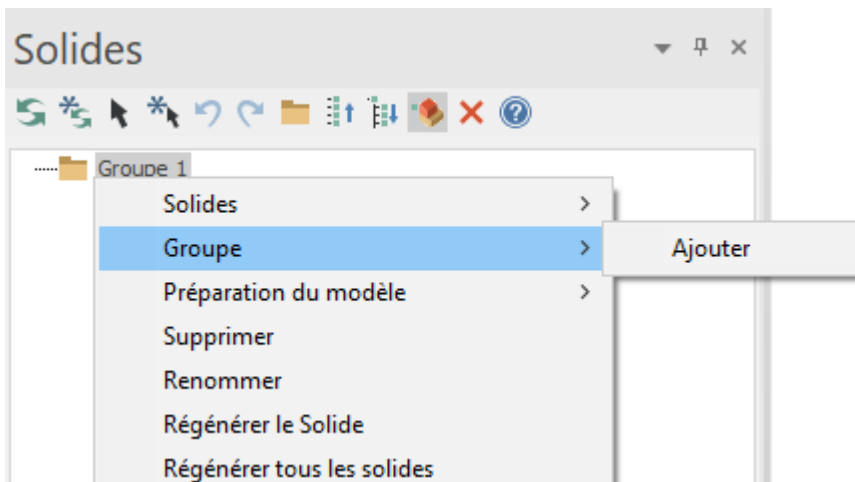 Solides
Groupe 1
Solides
Groupe
Ajouter
Préparation du modèle
Supprimer
Renommer
Régénérer le Solide
Régénérer tous les solides